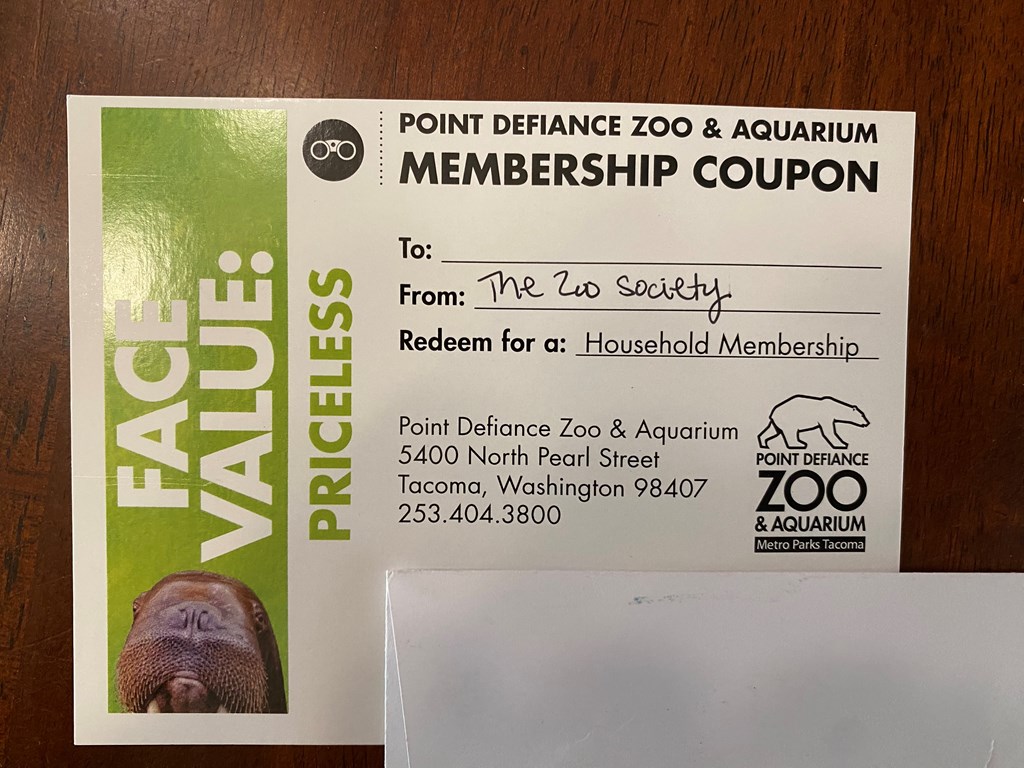 FACE
VALUE:
PRICELESS
POINT DEFIANCE ZOO & AQUARIUM
MEMBERSHIP COUPON
To:
From: The Zoo Society
Redeem for a: Household Membership
Point Defiance Zoo & Aquarium
5400 North Pearl Street
Tacoma, Washington 98407
253.404.3800
POINT DEFIANCE
ZOO
& AQUARIUM
Metro Parks Tacoma